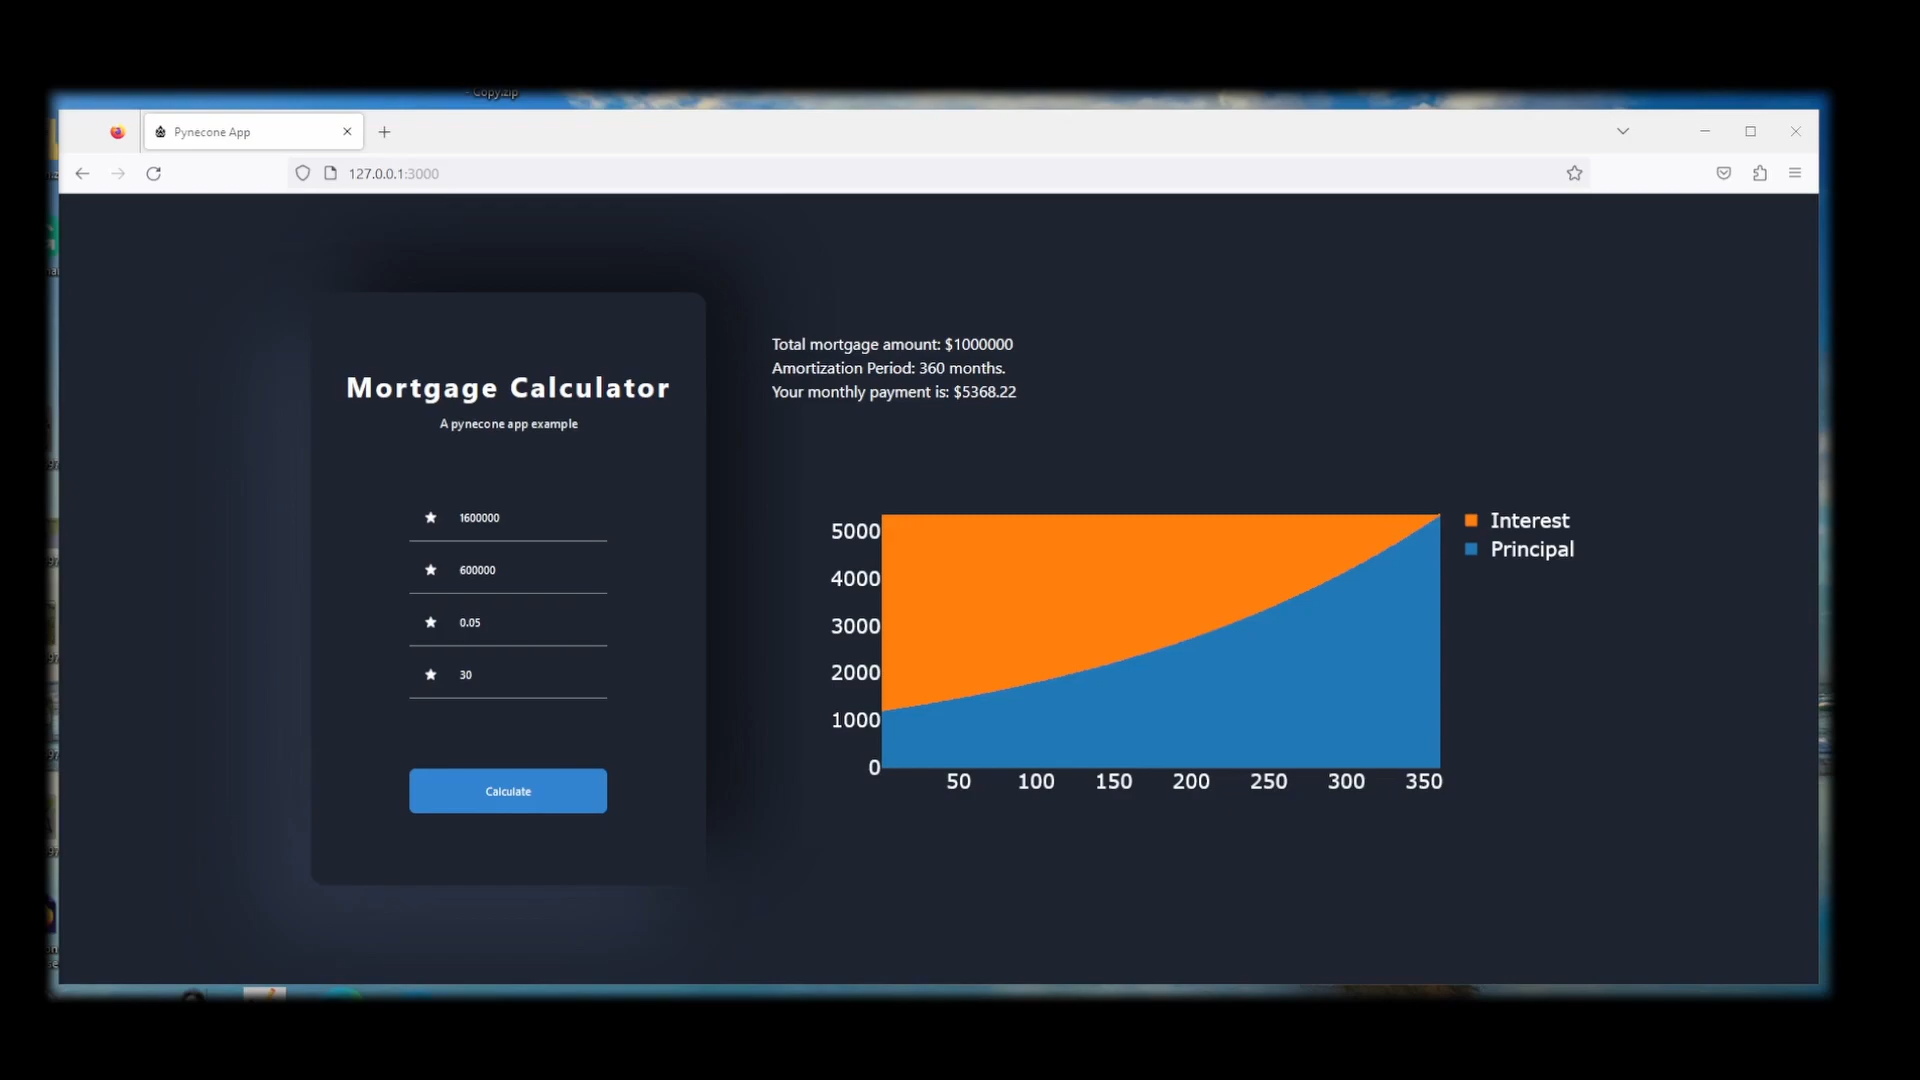 - Copy.zip
Pynecone App
127.0.0.1:3000
Mortgage Calculator
A pynecone app example
1600000
600000
0.05
30
Calculate
Total mortgage amount: $1000000
Amortization Period: 360 months.
Your monthly payment is: $5368.22
5000
4000
3000
2000
1000
0
50 100 150 200 250 300 350
Interest
Principal